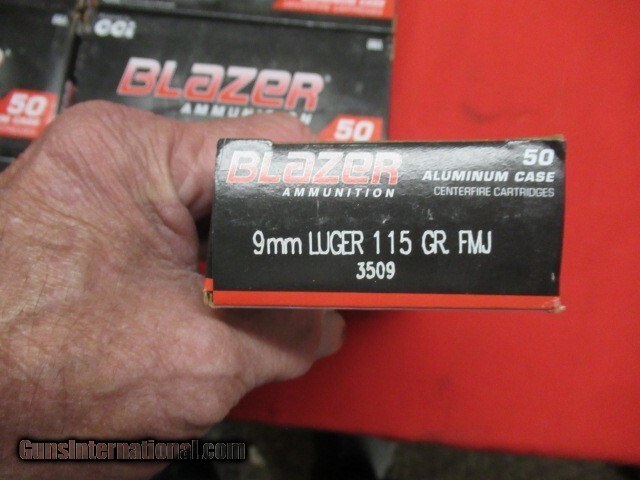 CCI
BLAZER
AMMUNITION
50
50
BLAZER
AMMUNITION
50
ALUMINUM CASE
CENTERFIRE CARTRIDGES
9mm LUGER 115 GR. FMJ
3509
GunsInternational.com